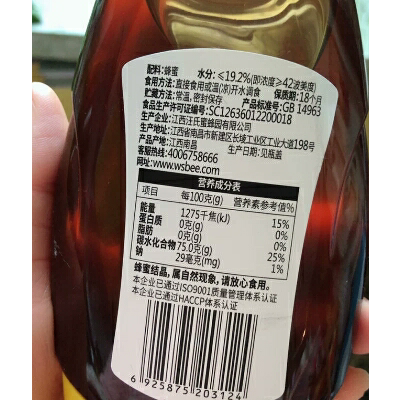 配料:蜂蜜 水分:≤19.2%(即浓度≥42波美度)
食用方法:直接食用或温(凉)开水调食 保质期:18个月
贮藏方法:常温,密封保存 产品标准号:GB 14963
食品生产许可证编号:SC12636012200018
生产企业:江西汪氏蜜蜂园有限公司
地址:江西省南昌市新建区长堎工业区工业大道198号
产品产地:江西南昌 生产日期:见瓶盖
客服热线:4006758666
网址:www.wsbee.com
营养成分表
项目 每100克(g) 营养素参考值%
能量 1275千焦(kJ) 15%
蛋白质 0克(g) 0%
脂肪 0克(g) 0%
碳水化合物 75.0克(g) 25%
钠 29毫克(mg) 1%
蜂蜜结晶,属自然现象,请放心食用。
本企业已通过ISO9001质量管理体系认证
本企业已通过HACCP体系认证
6 925875 203124